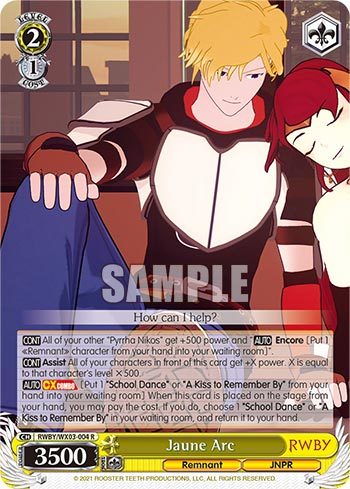 LEVEL
2
1
COST
SAMPLE
How can I help?
CONT All of your other "Pyrrha Nikos" get +500 power and "AUTO Encore [Put 1
«Remnant» character from your hand into your waiting room]".
CONT Assist All of your characters in front of this card get +X power. X is equal
to that character's level ×500.
AUTO CX COMBO [Put 1 "School Dance" or "A Kiss to Remember By" from your
hand into your waiting room] When this card is placed on the stage from
your hand, you may pay the cost. If you do, choose 1 "School Dance" or
"A Kiss to Remember By" in your waiting room, and return it to your hand.
CH RWBY/WX03-004 R
3500
Jaune Arc
RWBY
Remnant
JNPR
© 2021 ROOSTER TEETH PRODUCTIONS, LLC, ALL RIGHTS RESERVED.